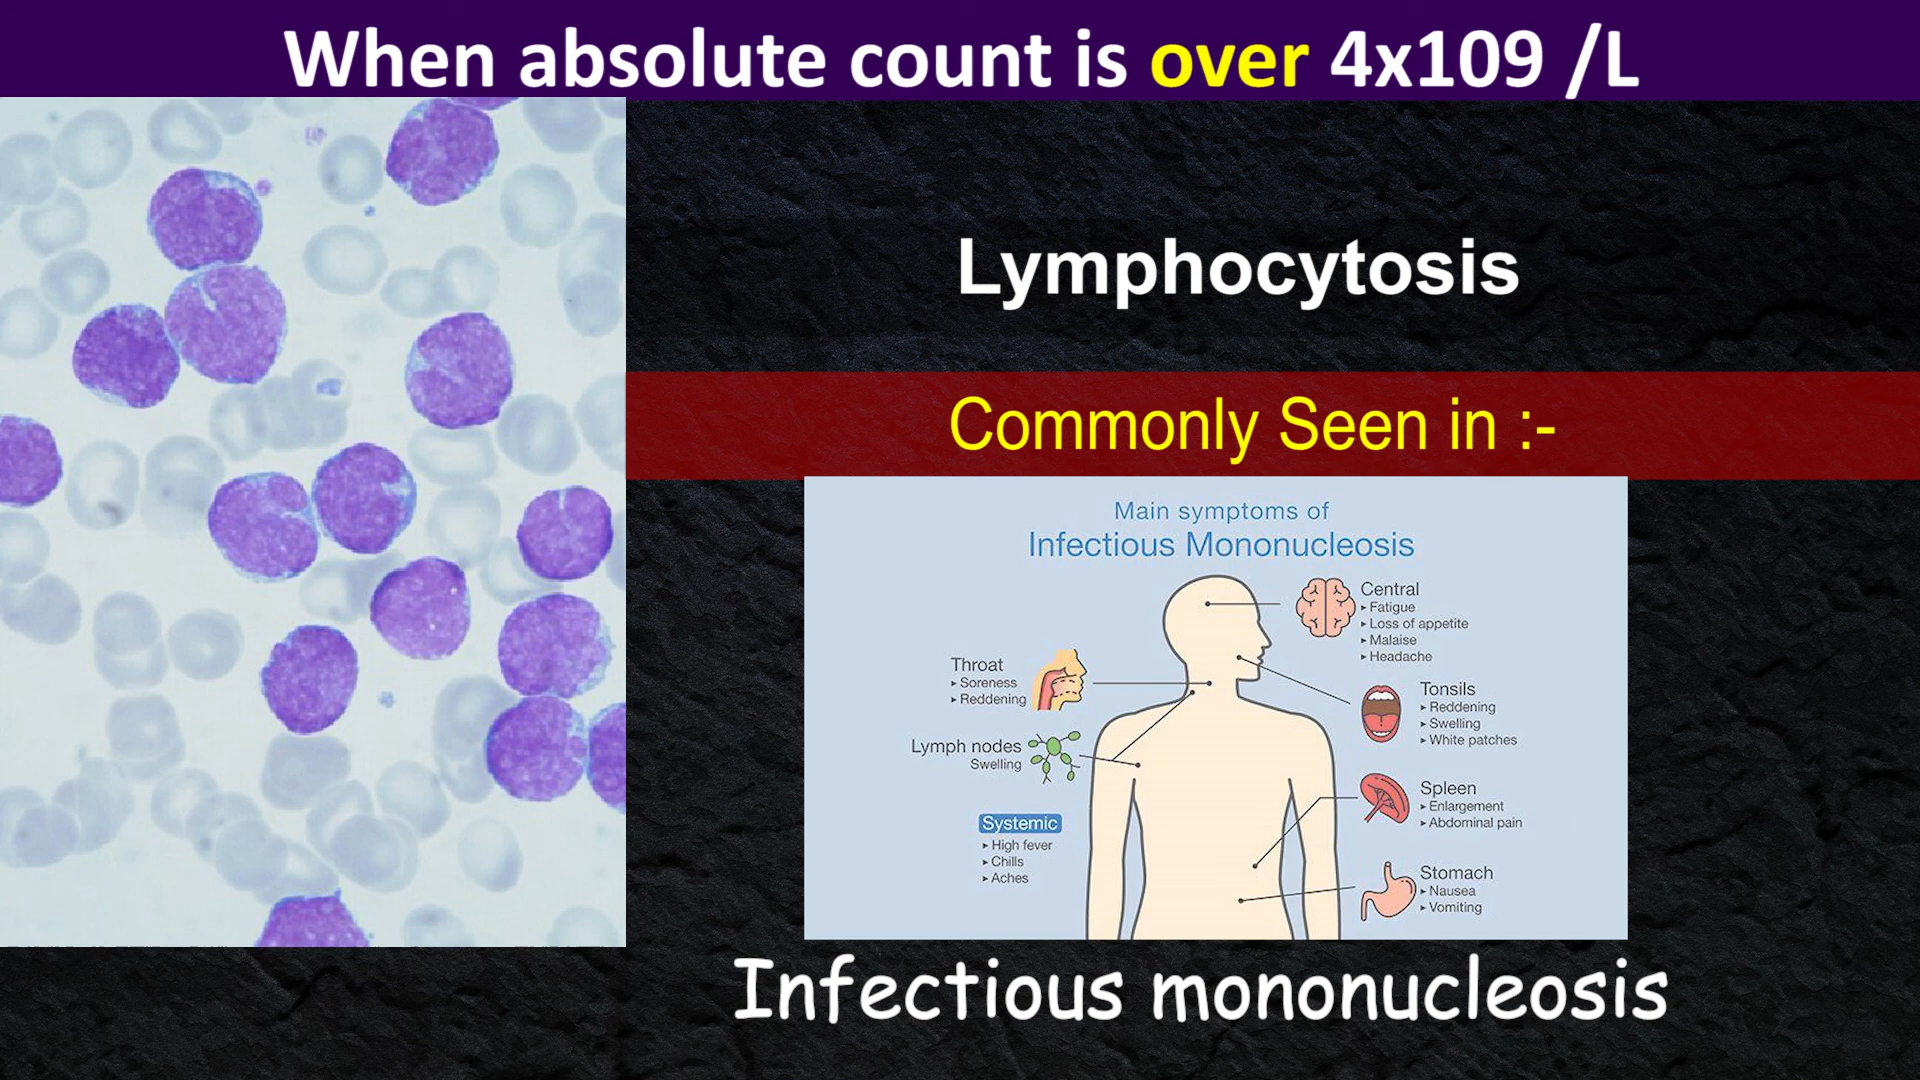 When absolute count is over 4x109 /L
Lymphocytosis
Commonly Seen in :-
Main symptoms of
Infectious Mononucleosis
Central
▸ Fatigue
▸ Loss of appetite
▸ Malaise
▸ Headache
Throat
▸ Soreness
▸ Reddening
Tonsils
▸ Reddening
▸ Swelling
▸ White patches
Lymph nodes
Swelling
Spleen
▸ Enlargement
▸ Abdominal pain
Systemic
▸ High fever
▸ Chills
▸ Aches
Stomach
▸ Nausea
▸ Vomiting
Infectious mononucleosis